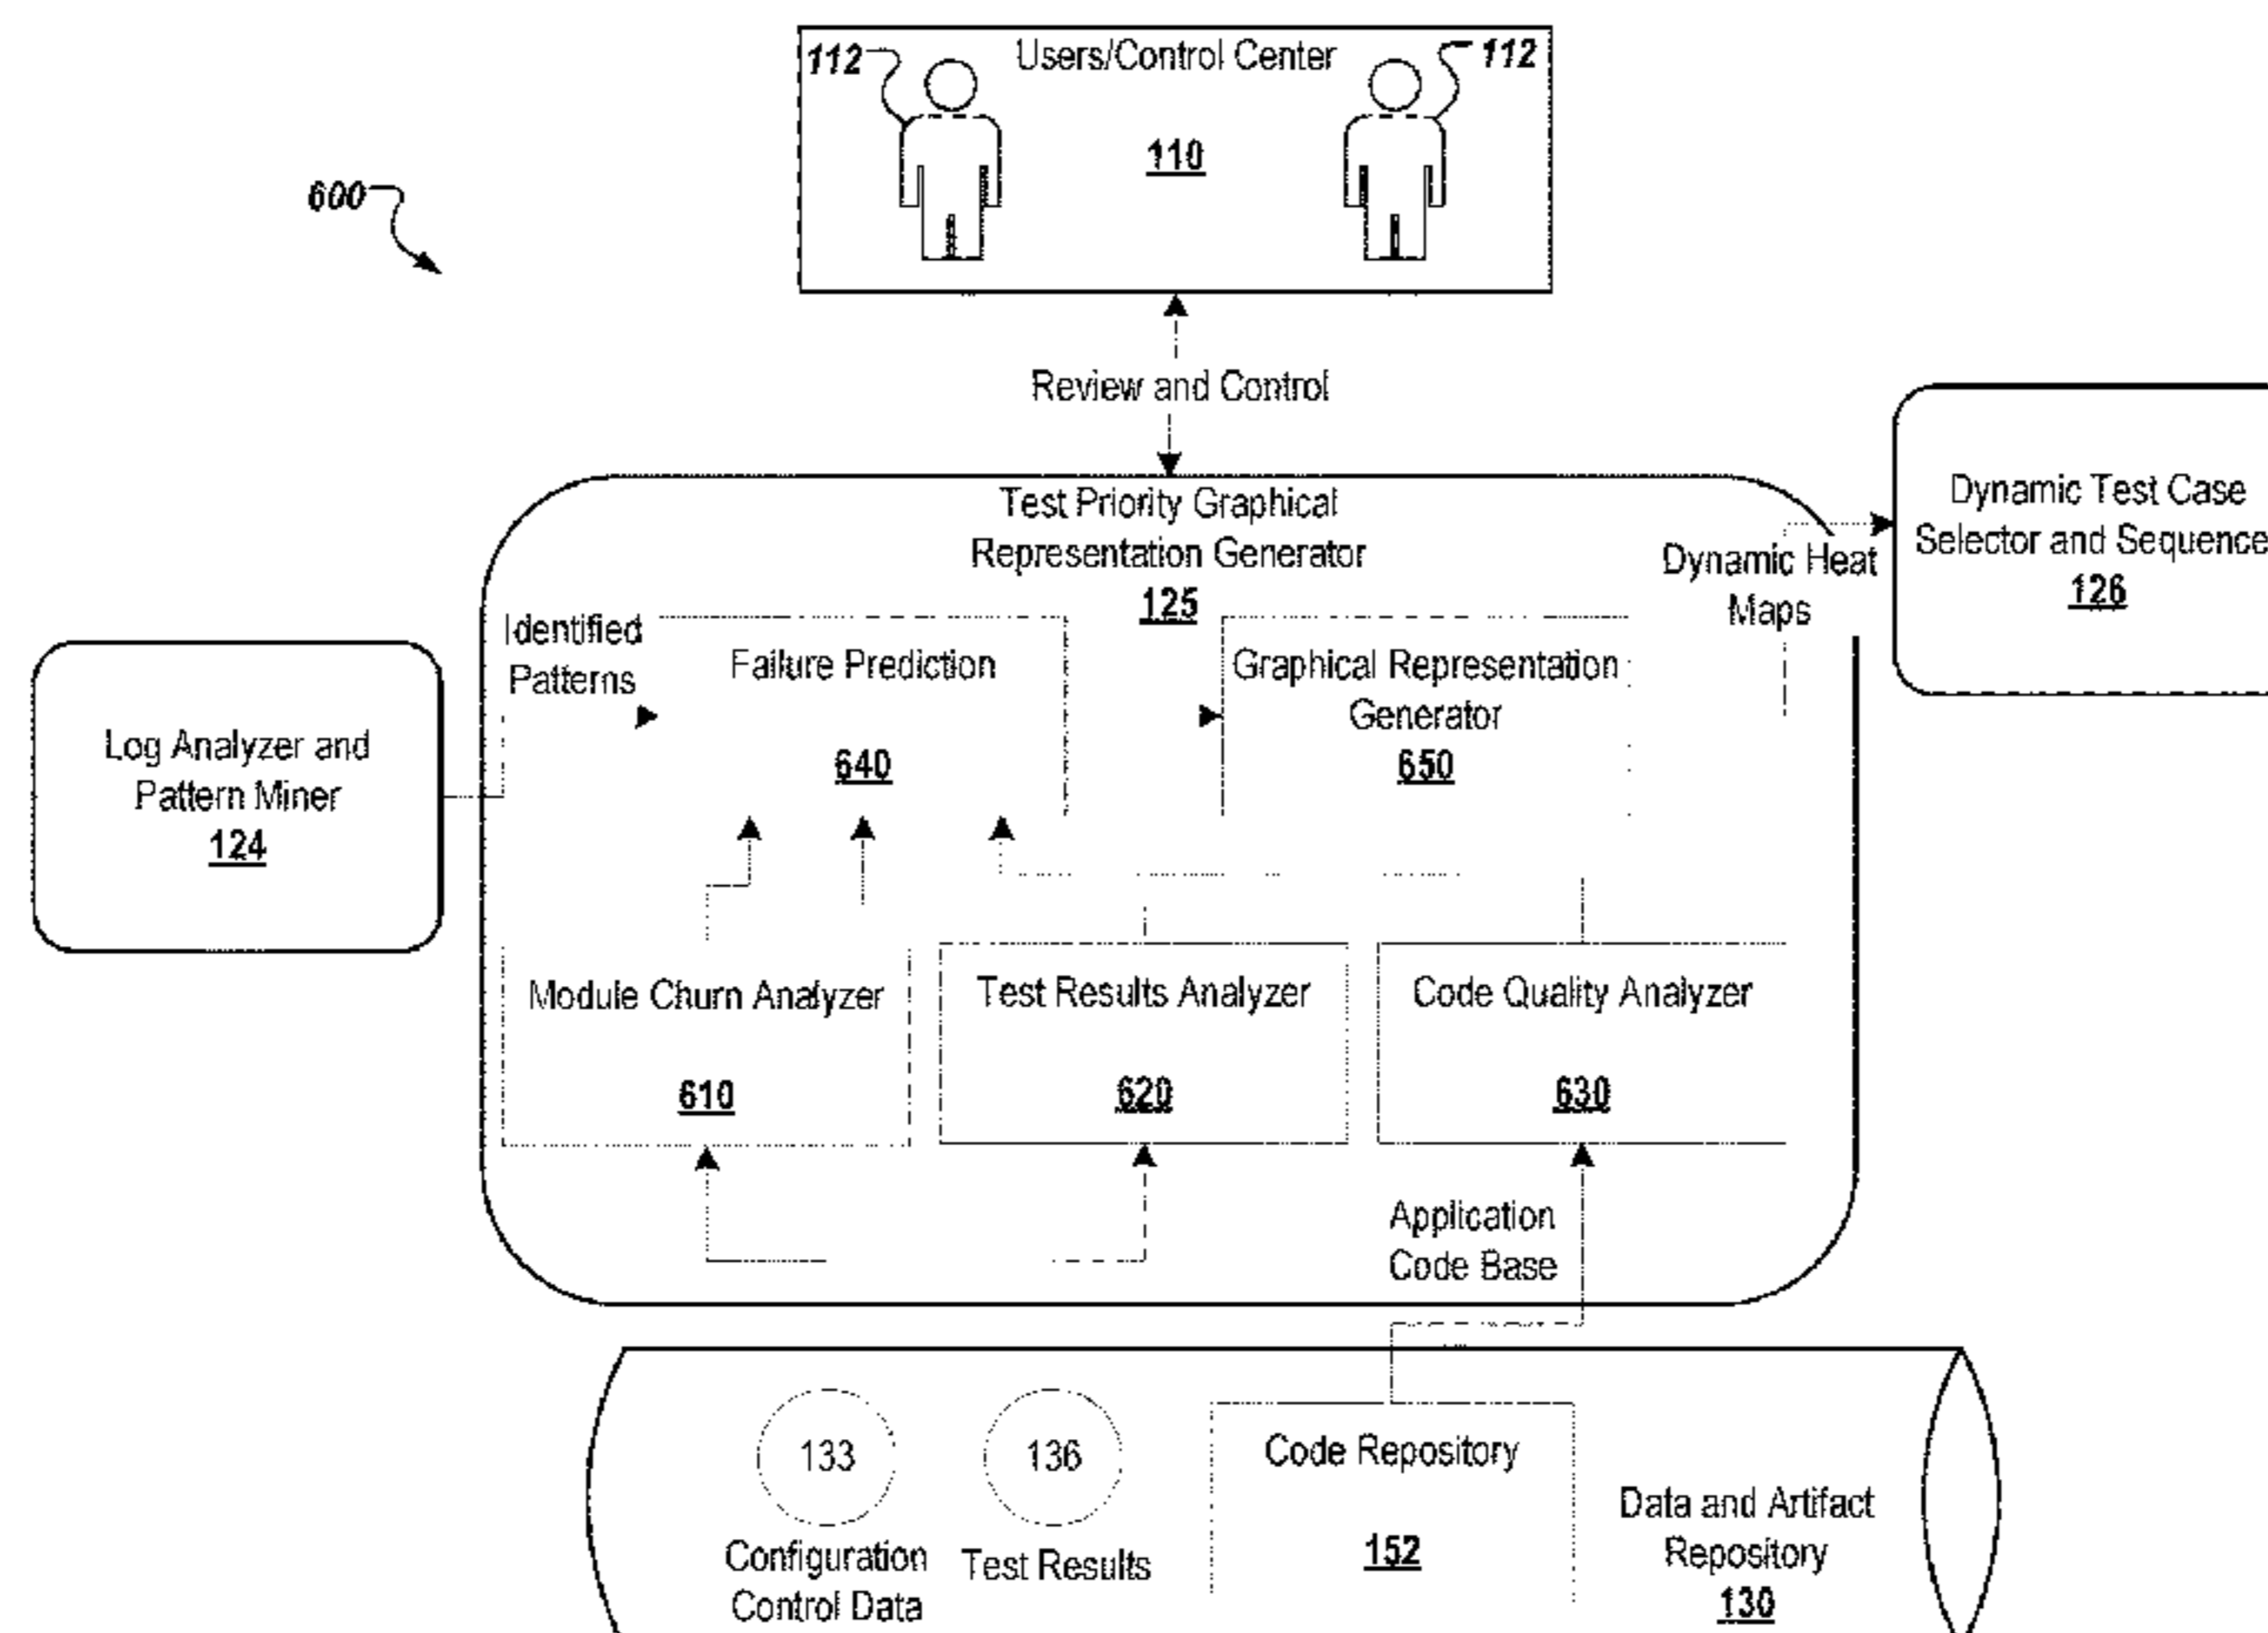 112
Users/Control Center
112
110
600
Review and Control
Test Priority Graphical
Representation Generator
125
Dynamic Heat
Maps
Dynamic Test Case
Selector and Sequence
126
Identified
Patterns
Failure Prediction
640
Graphical Representation
Generator
650
Log Analyzer and
Pattern Miner
124
Module Churn Analyzer
610
Test Results Analyzer
620
Code Quality Analyzer
630
Application
Code Base
133
Configuration
Control Data
136
Test Results
Code Repository
152
Data and Artifact
Repository
130